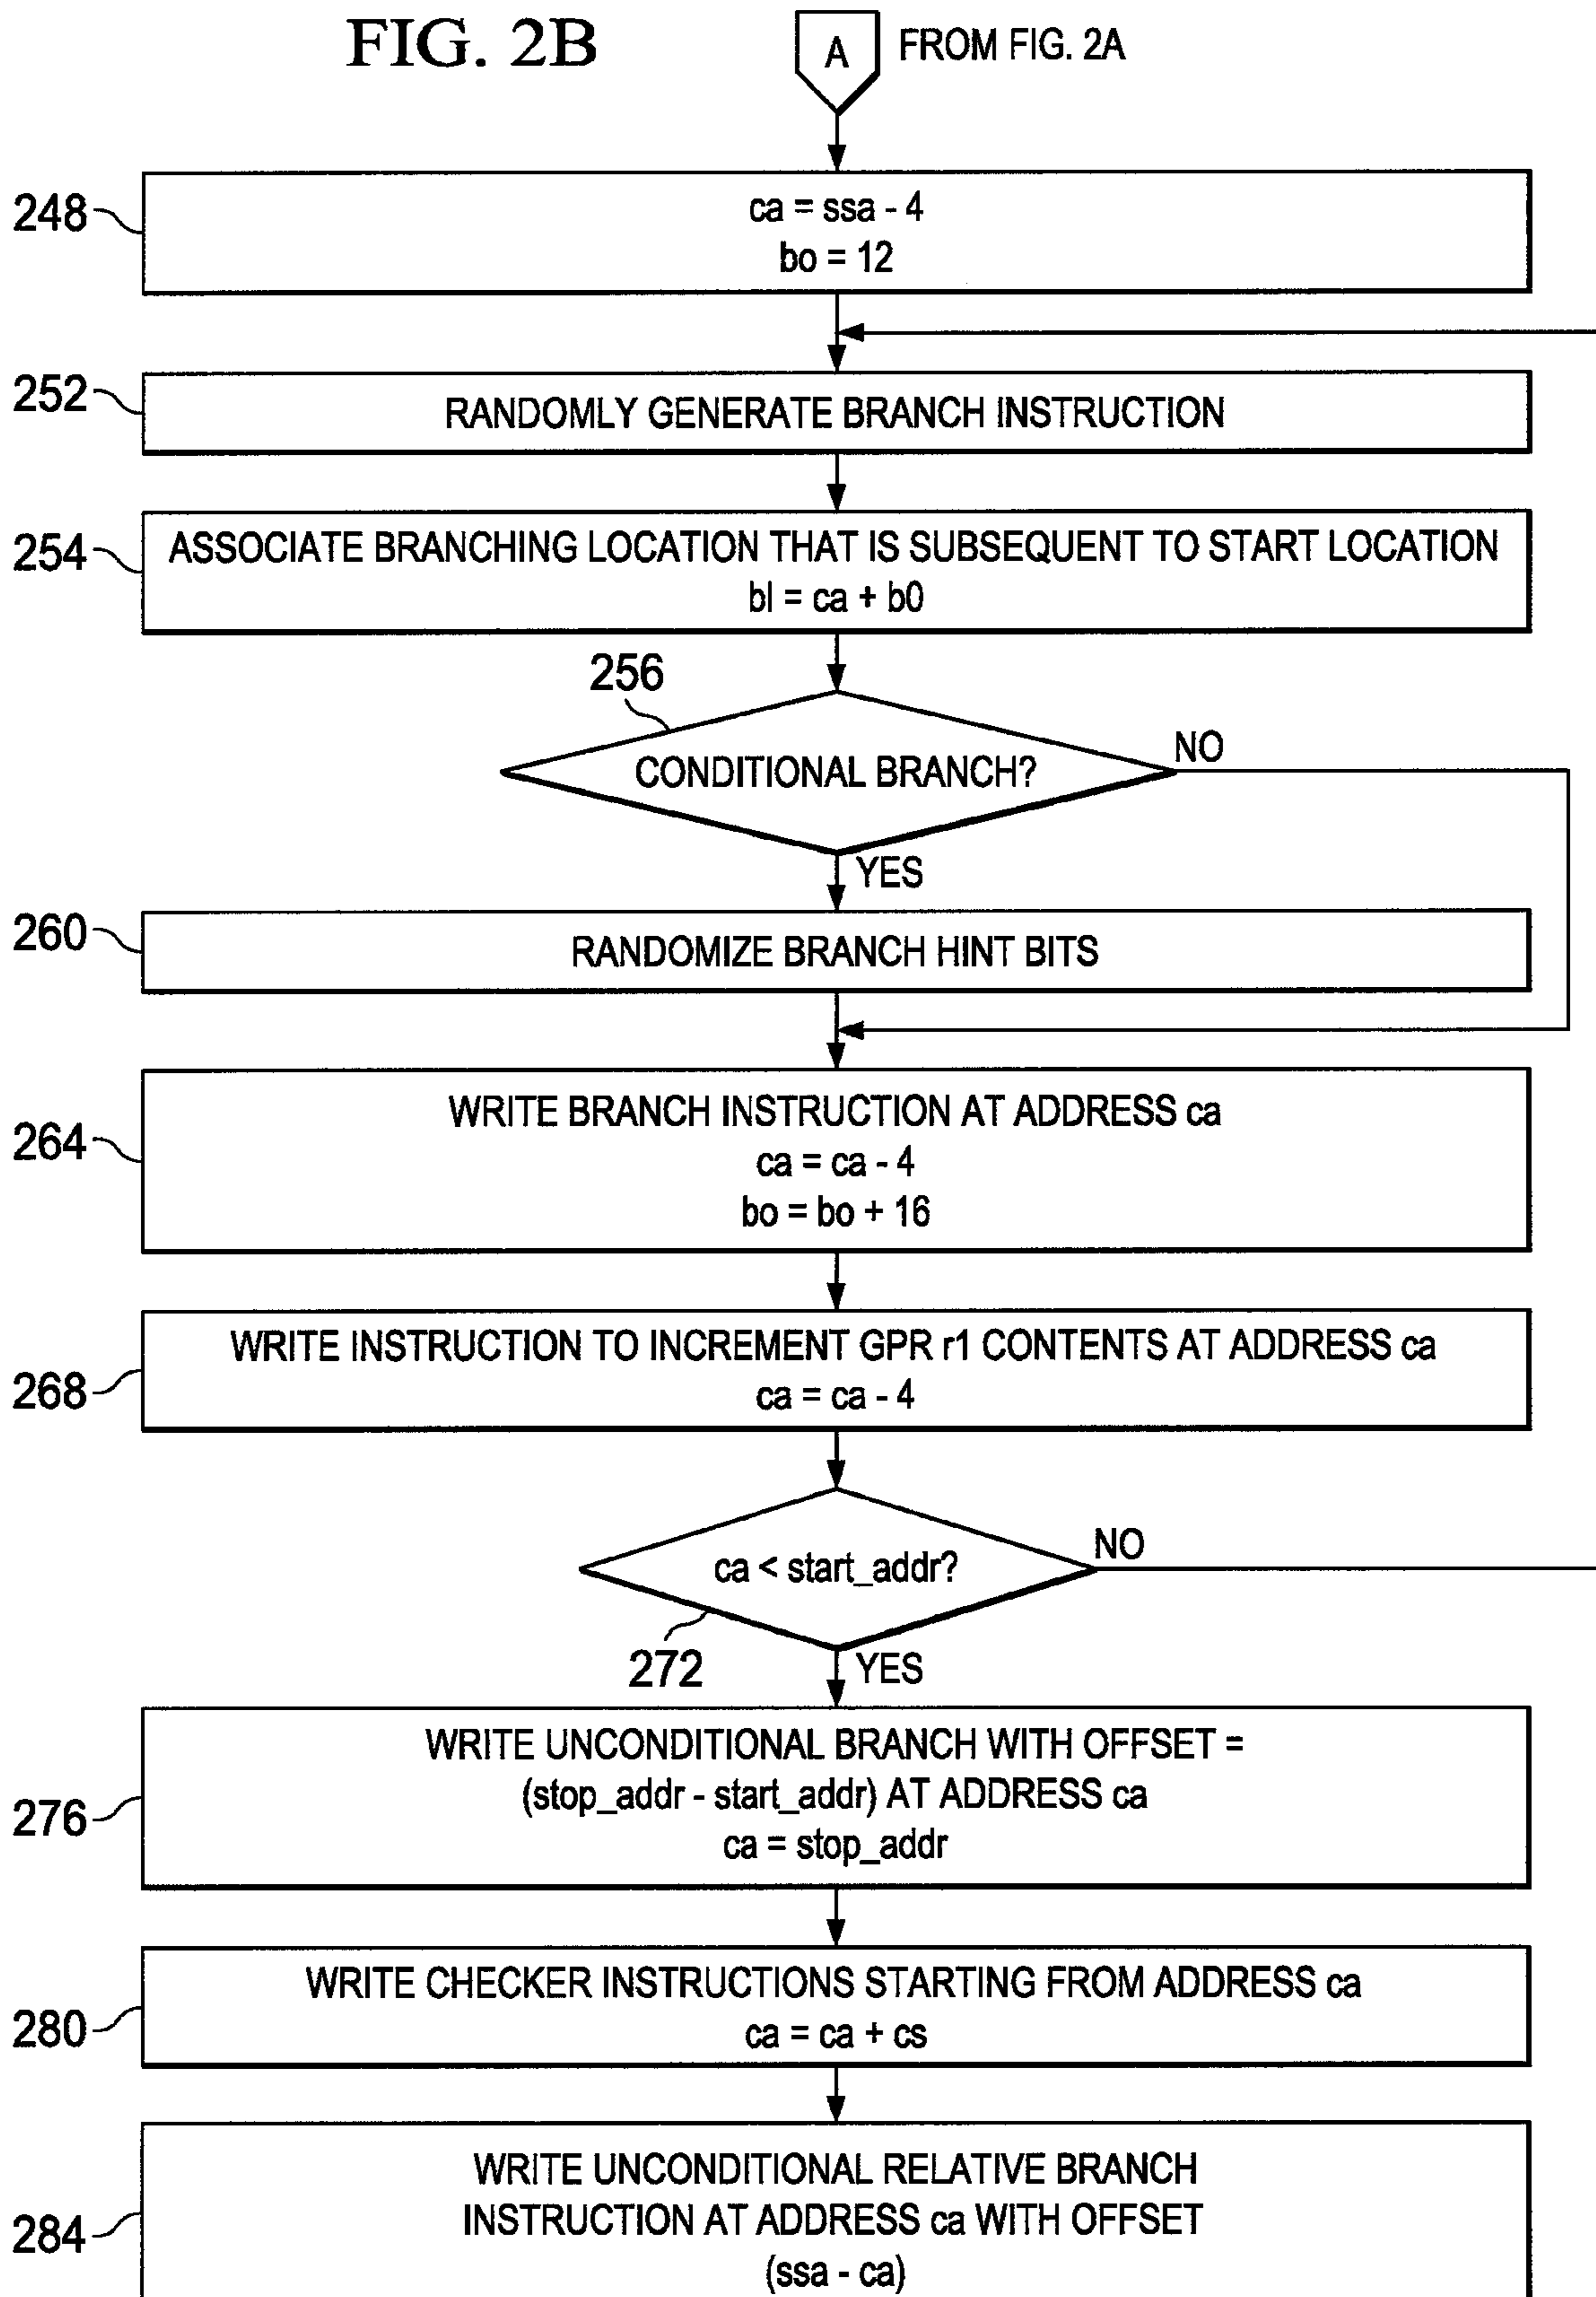 FIG. 2B
A
FROM FIG. 2A
248
ca = ssa - 4
bo = 12
252
RANDOMLY GENERATE BRANCH INSTRUCTION
254
ASSOCIATE BRANCHING LOCATION THAT IS SUBSEQUENT TO START LOCATION
bl = ca + b0
256
CONDITIONAL BRANCH?
NO
YES
260
RANDOMIZE BRANCH HINT BITS
264
WRITE BRANCH INSTRUCTION AT ADDRESS ca
ca = ca - 4
bo = bo + 16
268
WRITE INSTRUCTION TO INCREMENT GPR r1 CONTENTS AT ADDRESS ca
ca = ca - 4
ca < start_addr?
NO
272
YES
276
WRITE UNCONDITIONAL BRANCH WITH OFFSET =
(stop_addr - start_addr) AT ADDRESS ca
ca = stop_addr
280
WRITE CHECKER INSTRUCTIONS STARTING FROM ADDRESS ca
ca = ca + cs
284
WRITE UNCONDITIONAL RELATIVE BRANCH
INSTRUCTION AT ADDRESS ca WITH OFFSET
(ssa - ca)